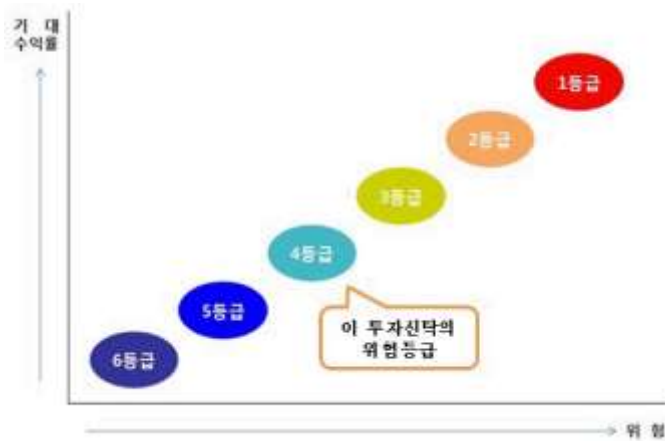 기 대
수익률
1등급
2등급
3등급
4등급
5등급
이 투자신탁의
위험등급
6등급
위 험